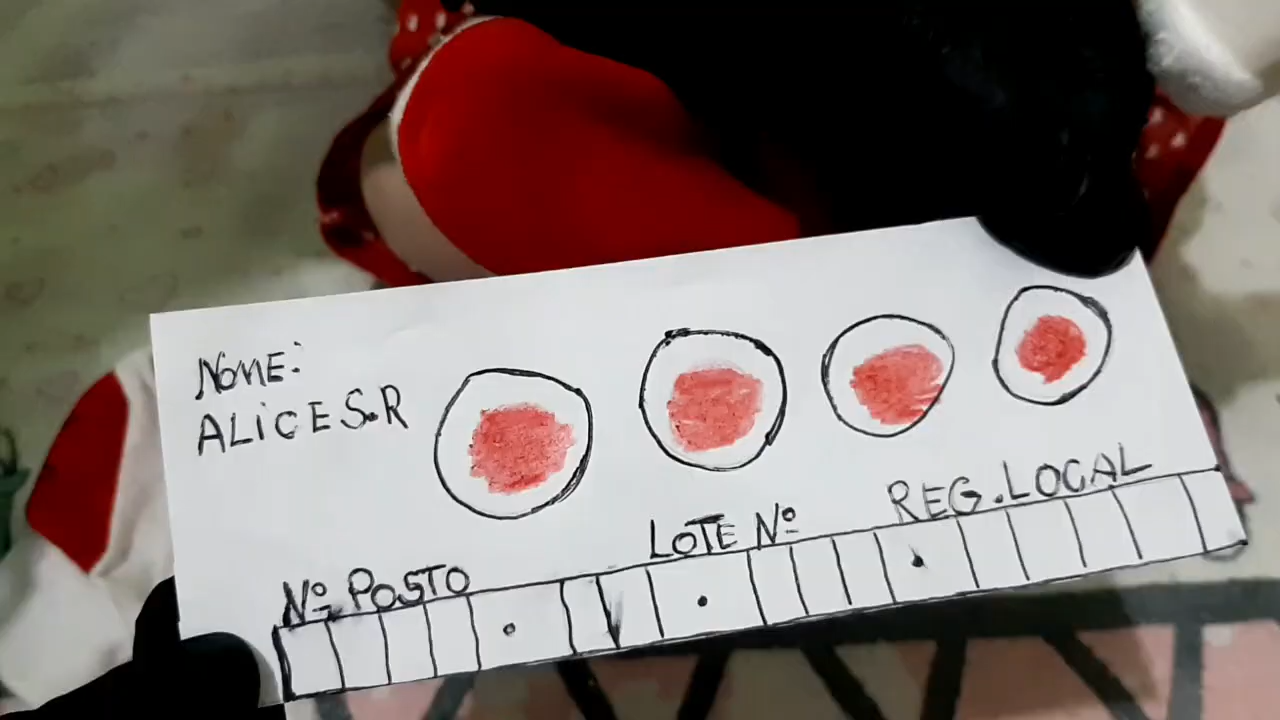 NOME:
ALICE S.R
Nº POSTO
LOTE Nº
REG. LOCAL